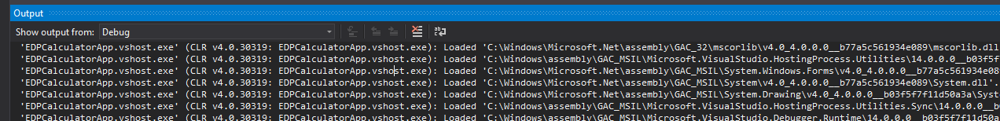 Output
Show output from: Debug
'EDPCalculatorApp.vshost.exe' (CLR v4.0.30319: EDPCalculatorApp.vshost.exe): Loaded 'C:\Windows\Microsoft.Net\assembly\GAC_32\mscorlib\v4.0_4.0.0.0__b77a5c561934e089\mscorlib.dll
'EDPCalculatorApp.vshost.exe' (CLR v4.0.30319: EDPCalculatorApp.vshost.exe): Loaded 'C:\Windows\assembly\GAC_MSIL\Microsoft.VisualStudio.HostingProcess.Utilities\14.0.0.0__b03f5f
'EDPCalculatorApp.vshost.exe' (CLR v4.0.30319: EDPCalculatorApp.vshost.exe): Loaded 'C:\Windows\Microsoft.Net\assembly\GAC_MSIL\System.Windows.Forms\v4.0_4.0.0.0__b77a5c561934e08
'EDPCalculatorApp.vshost.exe' (CLR v4.0.30319: EDPCalculatorApp.vshost.exe): Loaded 'C:\Windows\Microsoft.Net\assembly\GAC_MSIL\System\v4.0_4.0.0.0__b77a5c561934e089\System.dll'.
'EDPCalculatorApp.vshost.exe' (CLR v4.0.30319: EDPCalculatorApp.vshost.exe): Loaded 'C:\Windows\Microsoft.Net\assembly\GAC_MSIL\System.Drawing\v4.0_4.0.0.0__b03f5f7f11d50a3a\Syst
'EDPCalculatorApp.vshost.exe' (CLR v4.0.30319: EDPCalculatorApp.vshost.exe): Loaded 'C:\Windows\assembly\GAC_MSIL\Microsoft.VisualStudio.HostingProcess.Utilities.Sync\14.0.0.0__b
'EDPCalculatorApp.vshost.exe' (CLR v4.0.30319: EDPCalculatorApp.vshost.exe): Loaded 'C:\Windows\assembly\GAC_MSIL\Microsoft.VisualStudio.Debugger.Runtime\14.0.0.0__b03f5f7f11d50a